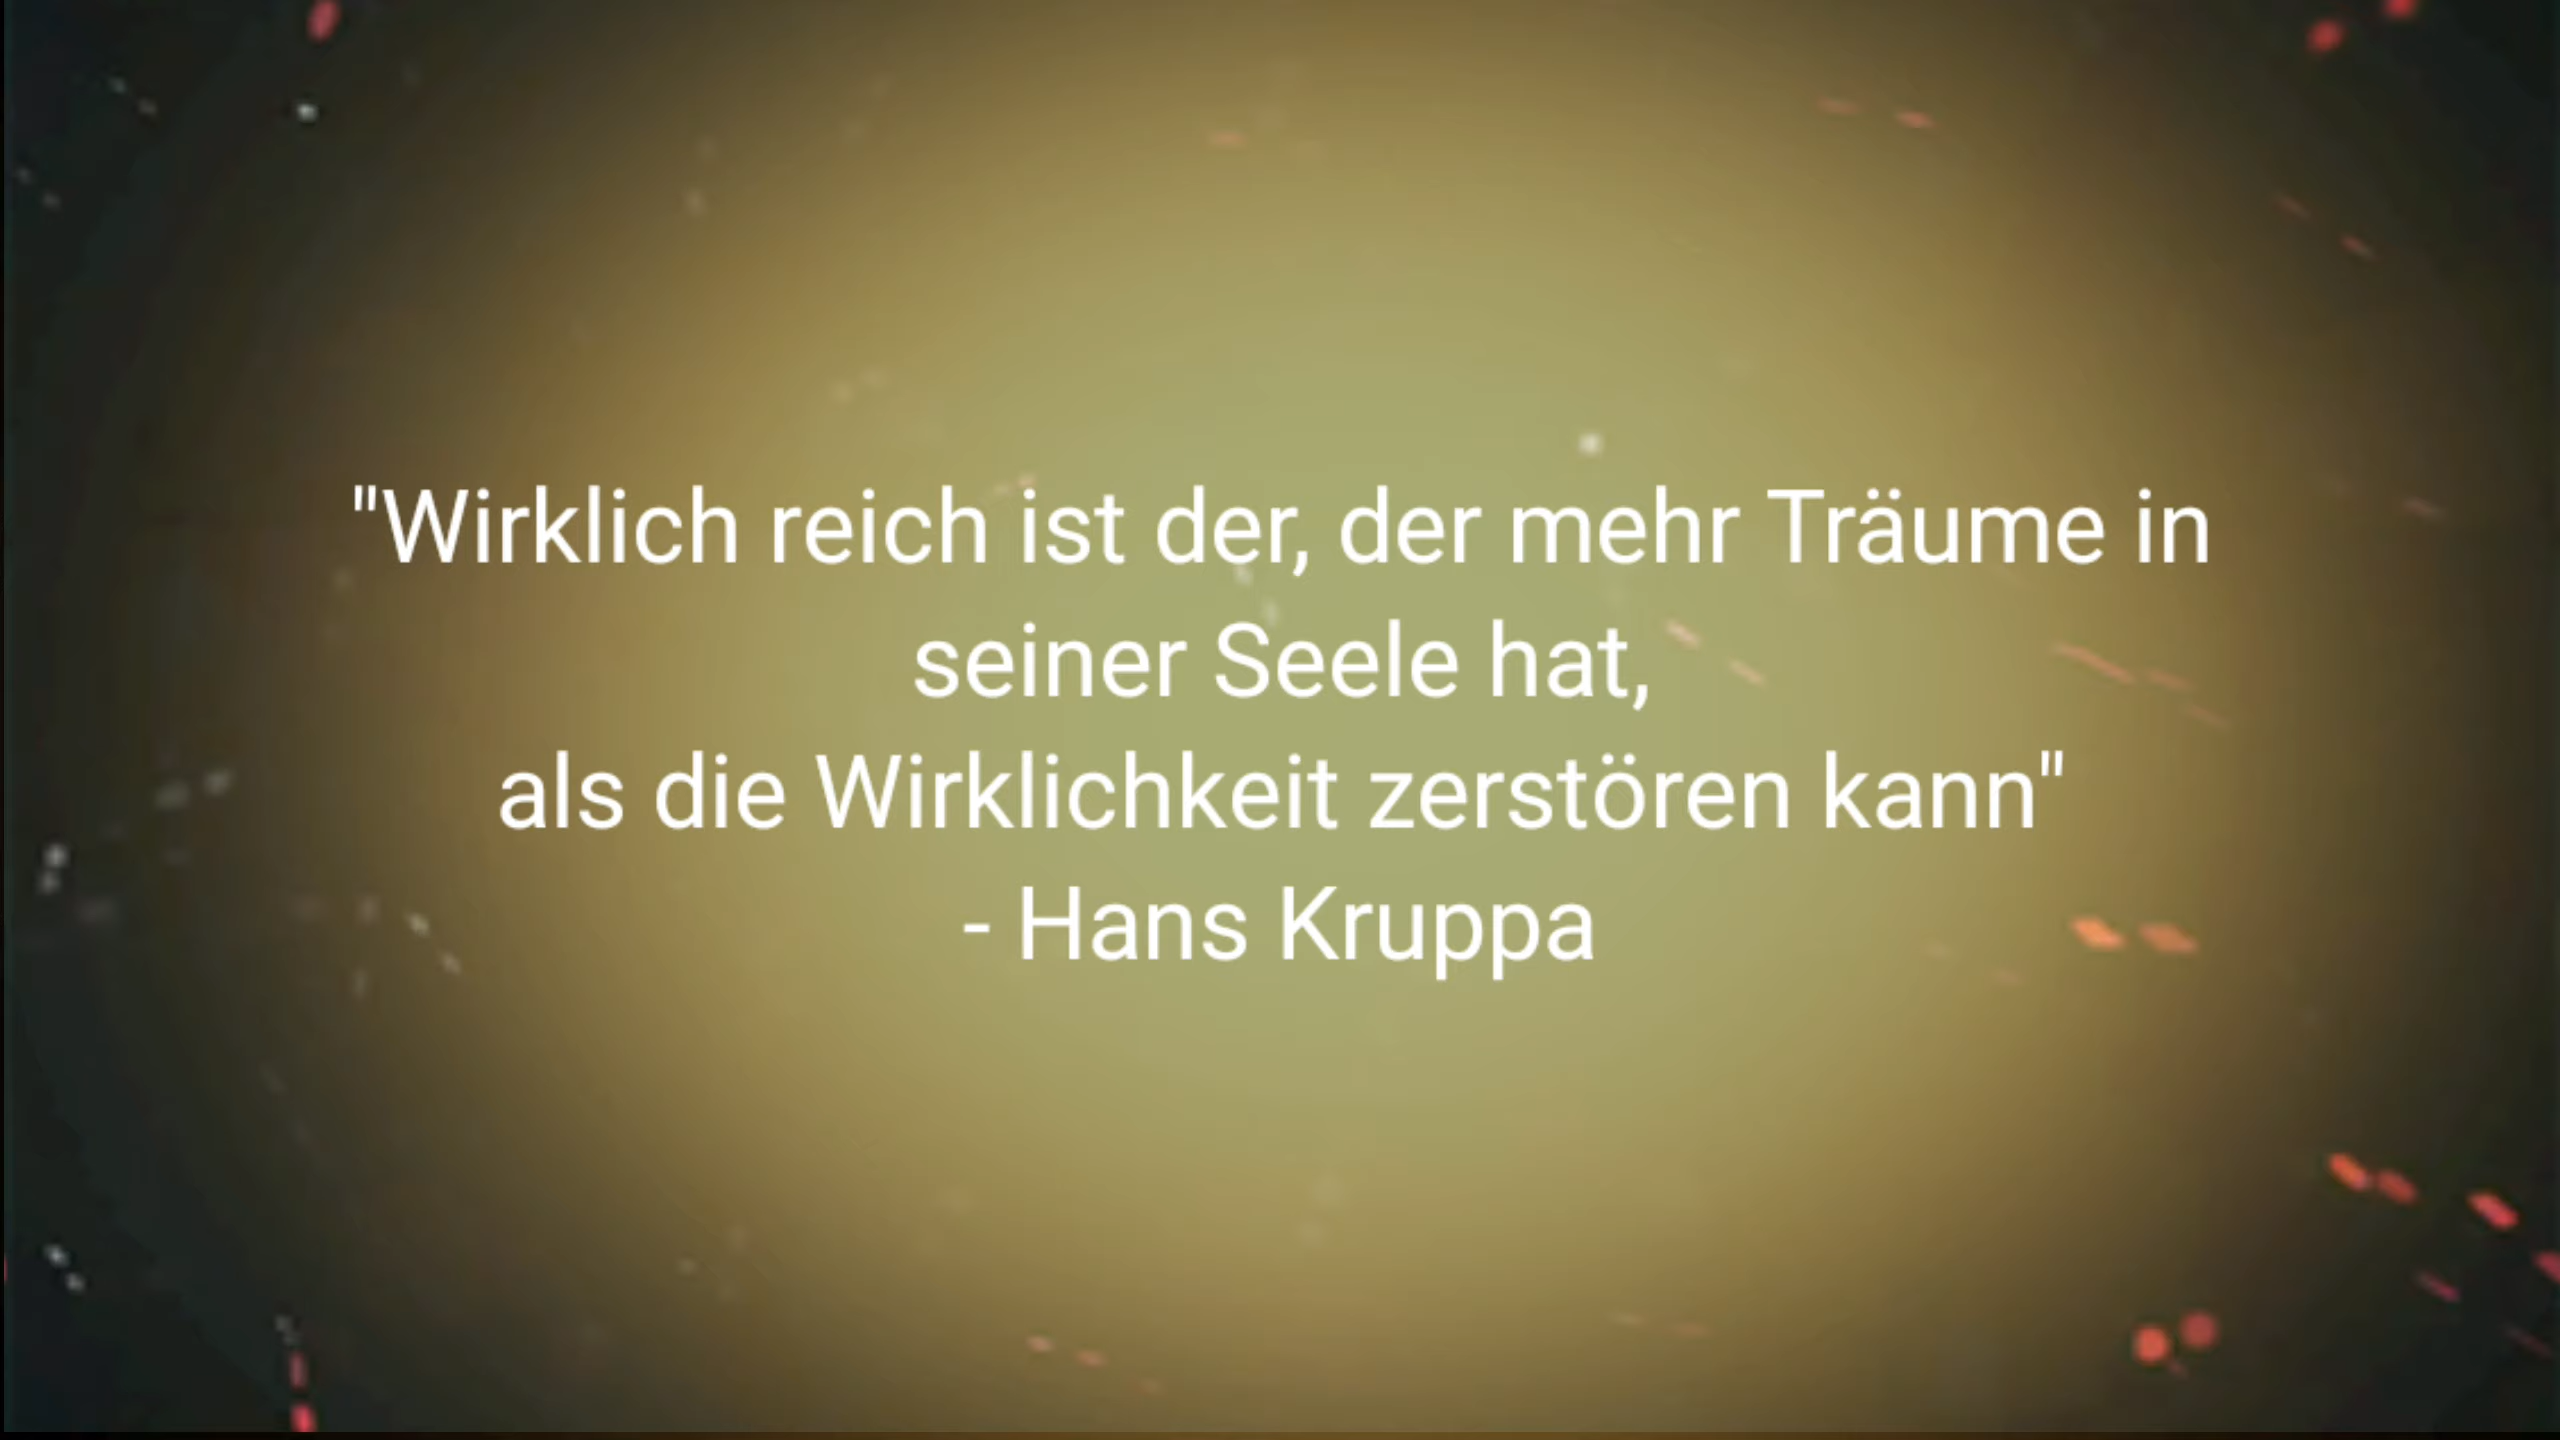 "Wirklich reich ist der, der mehr Träume in
seiner Seele hat,
als die Wirklichkeit zerstören kann"
- Hans Kruppa